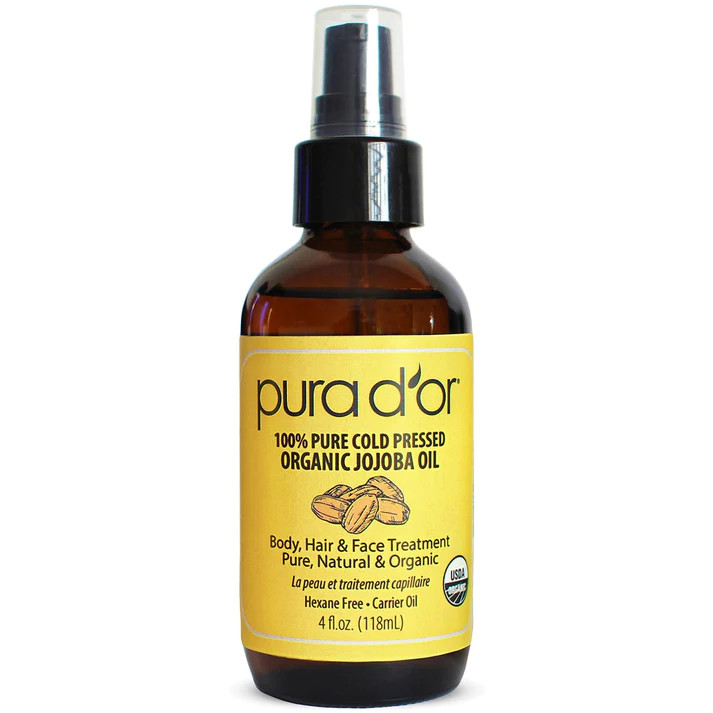 pura d'or®
100% PURE COLD PRESSED
ORGANIC JOJOBA OIL
Body, Hair & Face Treatment
Pure, Natural & Organic
La peau et traitement capillaire
USDA
ORGANIC
Hexane Free • Carrier Oil
4 fl.oz. (118mL)